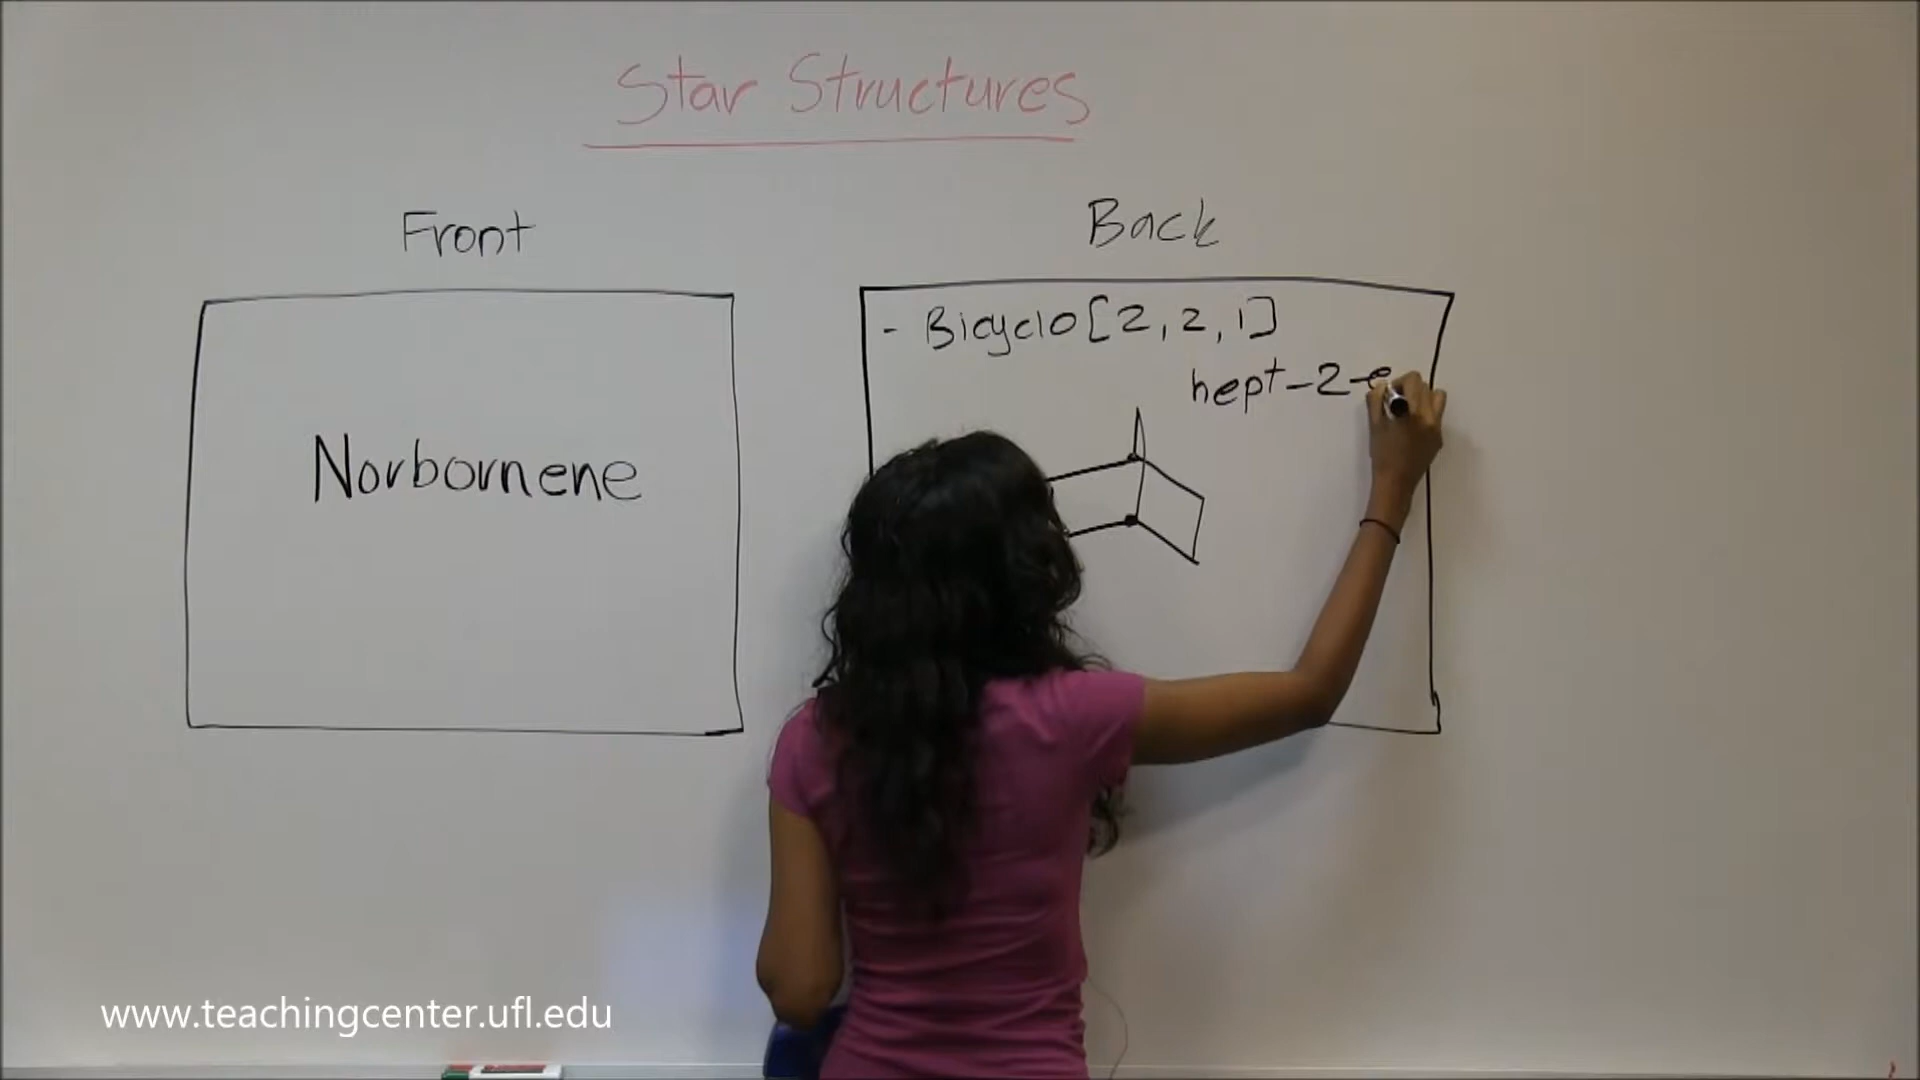 Star Structures
Front
Back
Norbornene
- Bicyclo[2,2,1]
hept-2-e
www.teachingcenter.ufl.edu